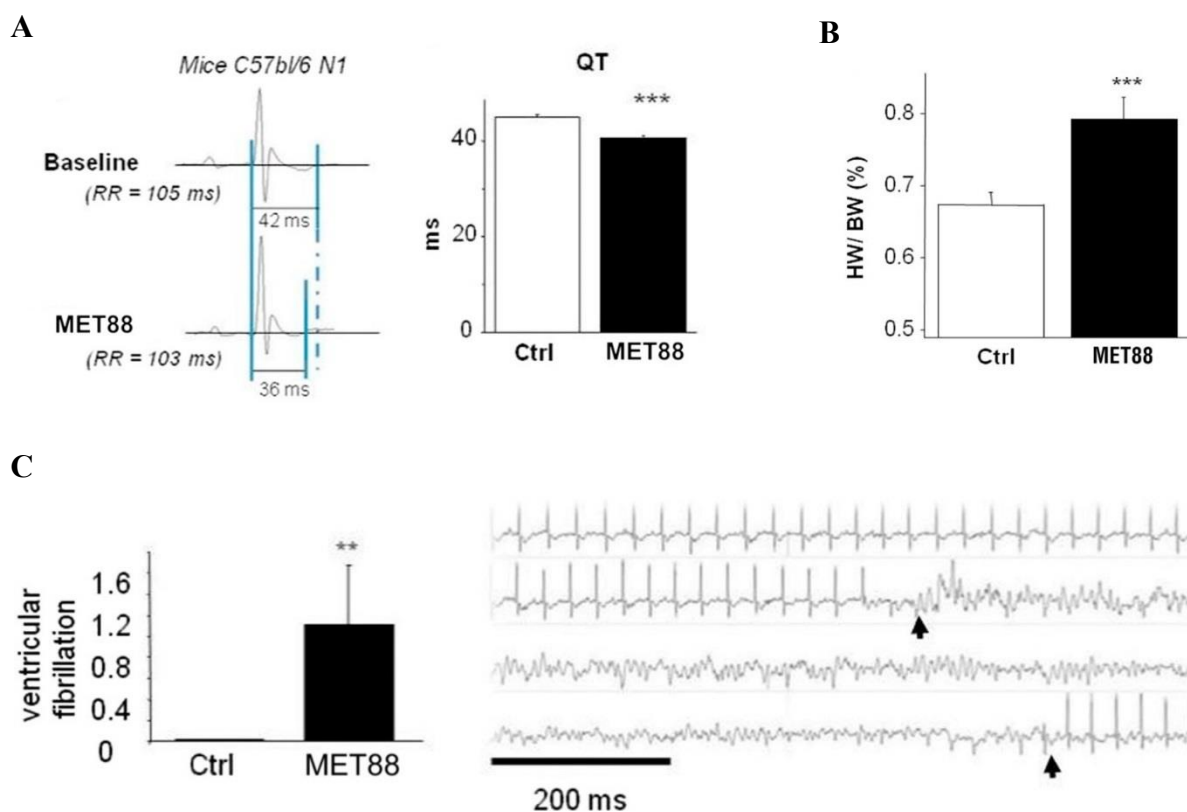 A
Mice C57bl/6 N1
Baseline
(RR = 105 ms)
42 ms
MET88
(RR = 103 ms)
36 ms
QT
***
ms
40
20
0
Ctrl
MET88
B
***
HW/ BW (%)
0.8
0.7
0.6
0.5
Ctrl
MET88
C
**
ventricular
fibrillation
1.6
1.2
0.8
0.4
0
Ctrl
MET88
200 ms